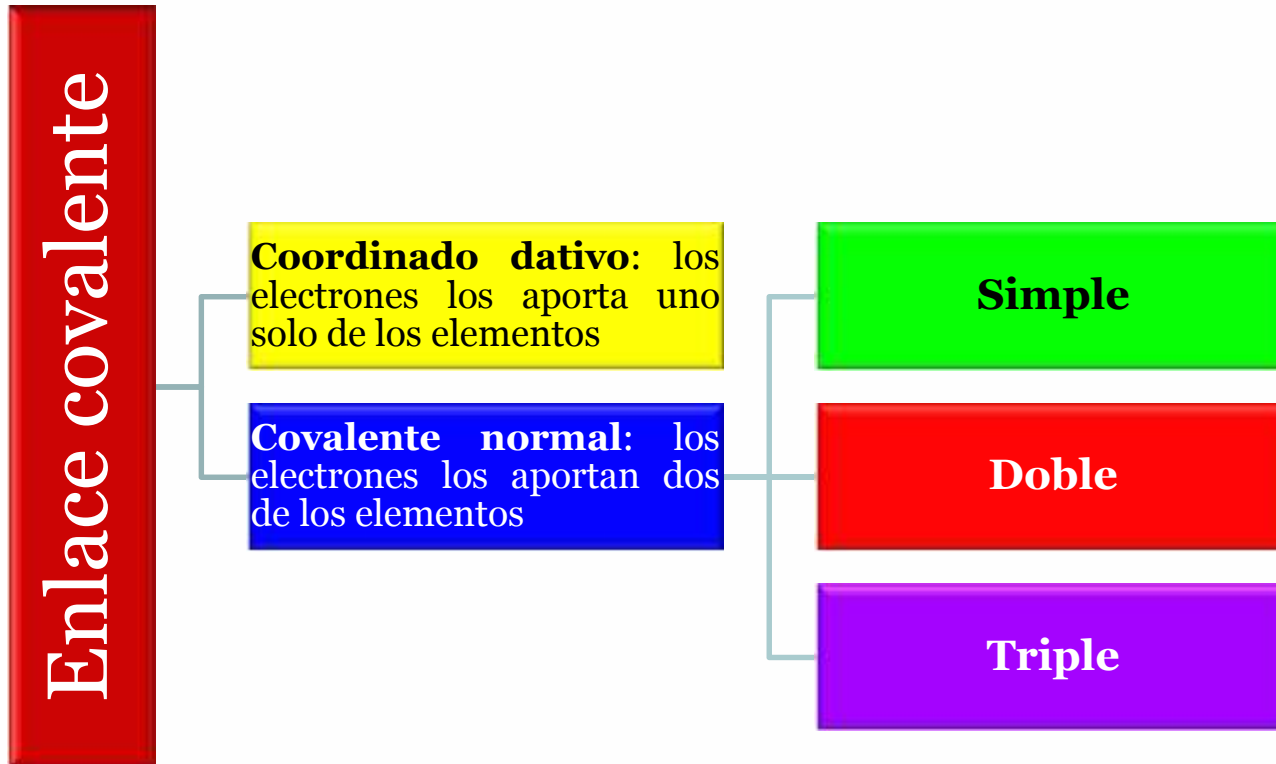 Enlace covalente
Coordinado dativo: los
electrones los aporta uno
solo de los elementos
Covalente normal: los
electrones los aportan dos
de los elementos
Simple
Doble
Triple